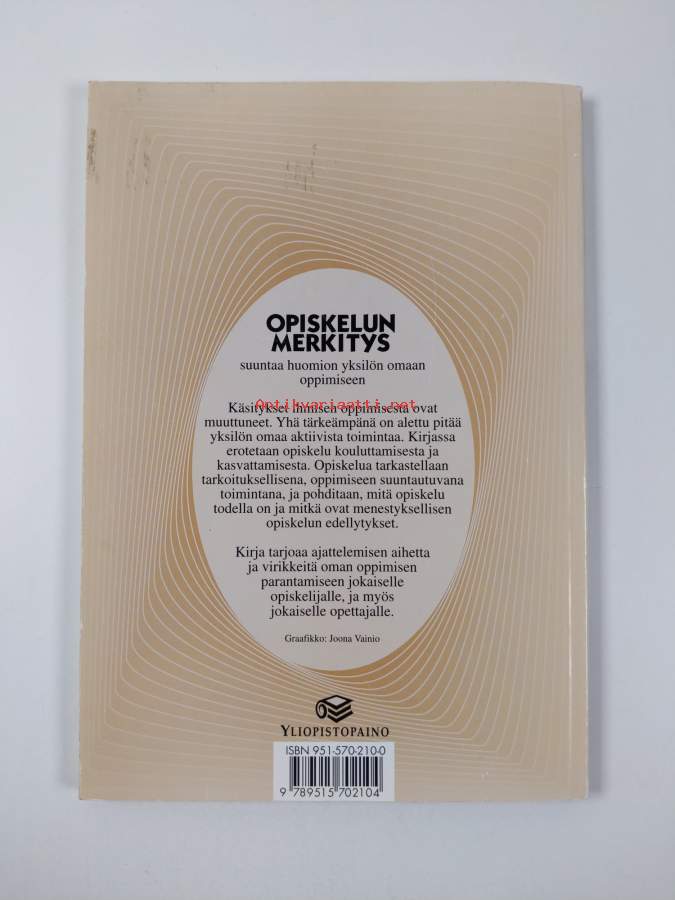 OPISKELUN
MERKITYS
suuntaa huomion yksilön omaan
oppimiseen
Antikvariaatti.net
Käsitykset ihmisen oppimisesta ovat
muuttuneet. Yhä tärkeämpänä on alettu pitää
yksilön omaa aktiivista toimintaa. Kirjassa
erotetaan opiskelu kouluttamisesta ja
kasvattamisesta. Opiskelua tarkastellaan
tarkoituksellisena, oppimiseen suuntautuvana
toimintana, ja pohditaan, mitä opiskelu
todella on ja mitkä ovat menestyksellisen
opiskelun edellytykset.
Kirja tarjoaa ajattelemisen aihetta
ja virikkeitä oman oppimisen
parantamiseen jokaiselle
opiskelijalle, ja myös
jokaiselle opettajalle.
Graafikko: Joona Vainio
YLIOPISTOPAINO
ISBN 951-570-210-0
9 789515 702104